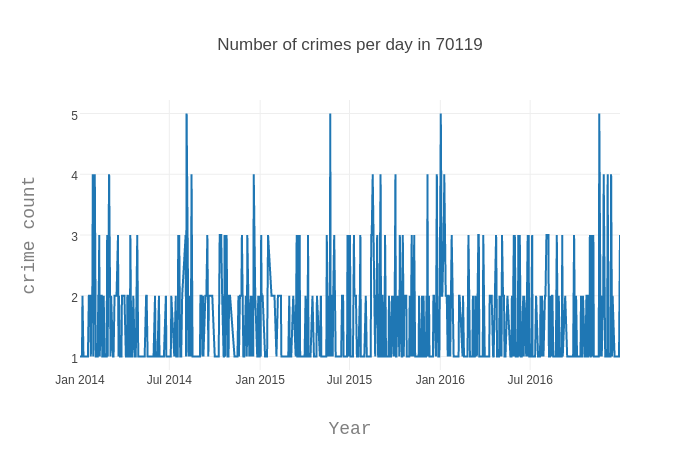 Number of crimes per day in 70119
crime count
5
4
3
2
1
Jan 2014
Jul 2014
Jan 2015
Jul 2015
Jan 2016
Jul 2016
Year